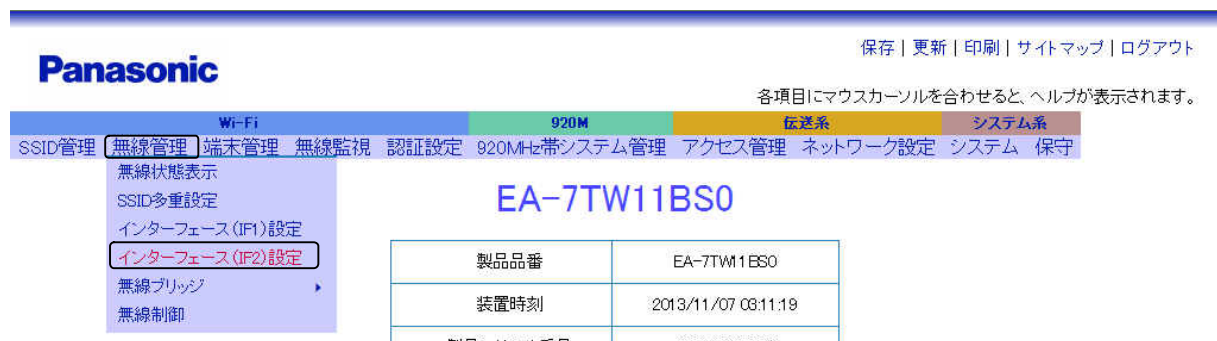 保存 | 更新 | 印刷 | サイトマップ | ログアウト
Panasonic
各項目にマウスカーソルを合わせると、ヘルプが表示されます。
Wi-Fi 920M 伝送系 システム系
SSID管理 無線管理 端末管理 無線監視 認証設定 920MHz帯システム管理 アクセス管理 ネットワーク設定 システム 保守
無線状態表示
SSID多重設定
インターフェース(IF1)設定
インターフェース(IF2)設定
無線ブリッジ
無線制御
EA-7TW11BS0
製品品番 EA-7TW11BS0
装置時刻 2013/11/07 03:11:19